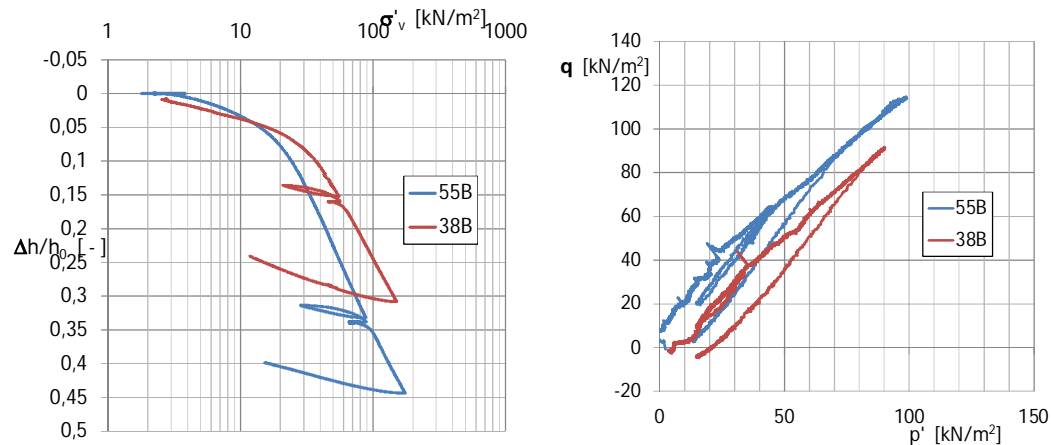 σ'v [kN/m²]
1 10 100 1000
-0,05
0
0,05
0,1
0,15
0,2
Δh/h0 [ - ]
0,25
0,3
0,35
0,4
0,45
0,5
55B
38B
140
q [kN/m²]
120
100
80
60
40
20
0
-20
55B
38B
0 50 100 150
p' [kN/m²]